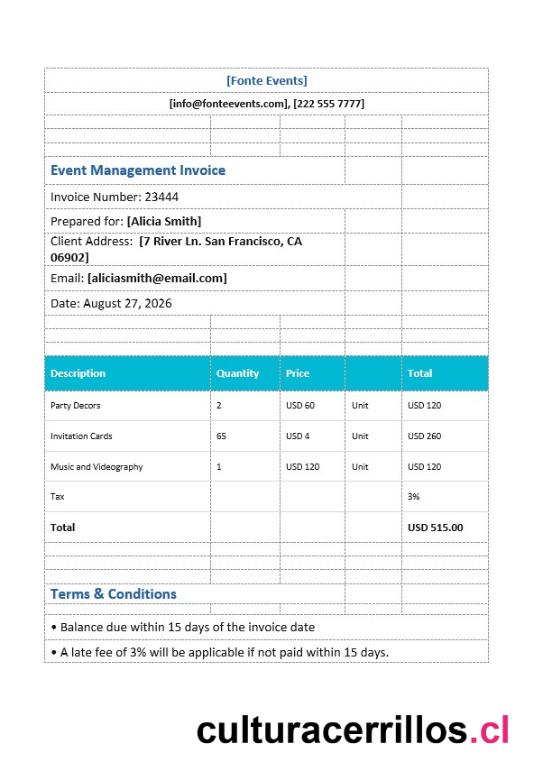 [Fonte Events]
[info@fonteevents.com], [222 555 7777]
Event Management Invoice
Invoice Number: 23444
Prepared for: [Alicia Smith]
Client Address: [7 River Ln. San Francisco, CA
06902]
Email: [aliciasmith@email.com]
Date: August 27, 2026
Description Quantity Price Total
Party Decors 2 USD 60 Unit USD 120
Invitation Cards 65 USD 4 Unit USD 260
Music and Videography 1 USD 120 Unit USD 120
Tax 3%
Total USD 515.00
Terms & Conditions
• Balance due within 15 days of the invoice date
• A late fee of 3% will be applicable if not paid within 15 days.
culturacerrillos.cl